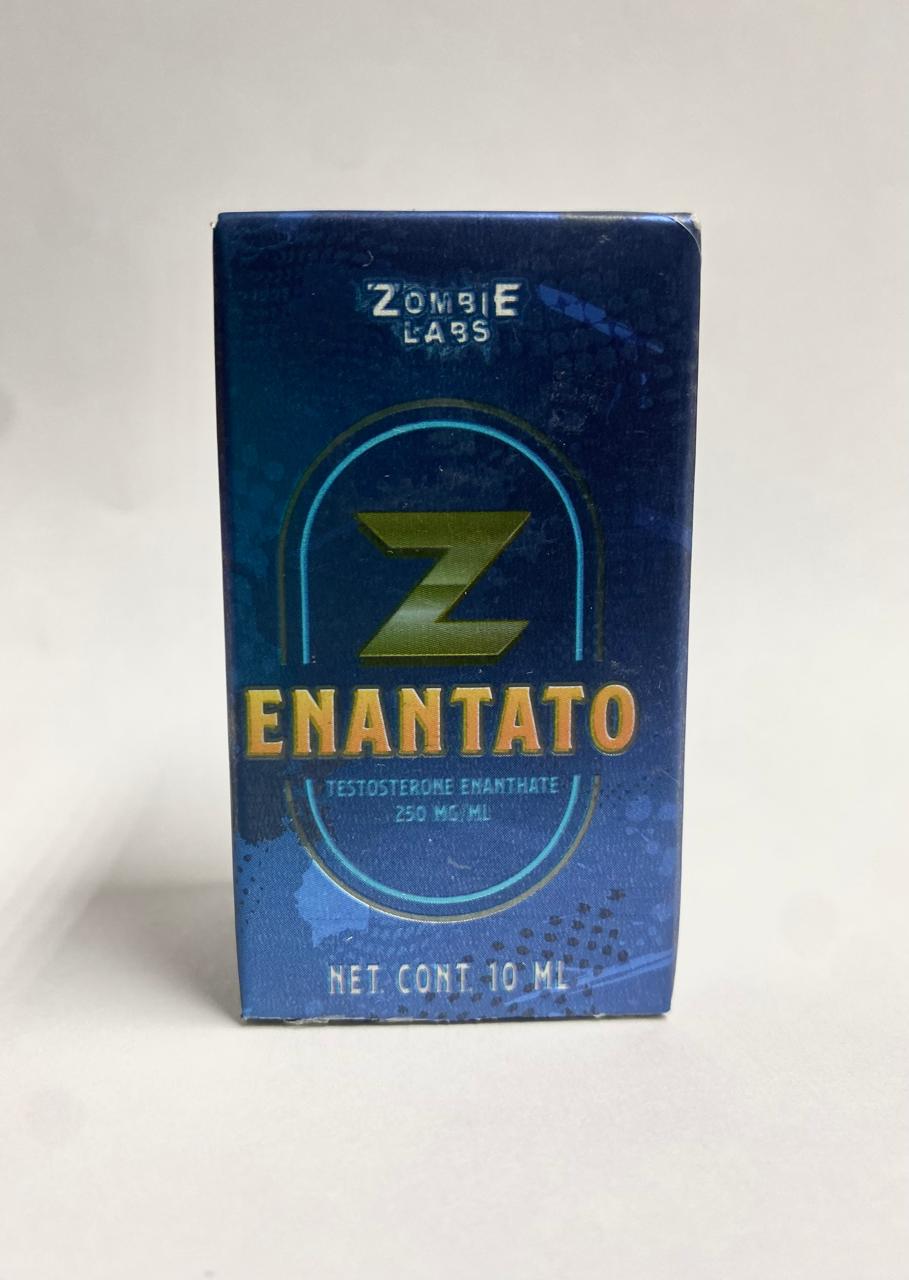 ZOMBIE
LABS
Z
ENANTATO
TESTOSTERONE ENANTHATE
250 MG/ML
NET. CONT. 10 ML